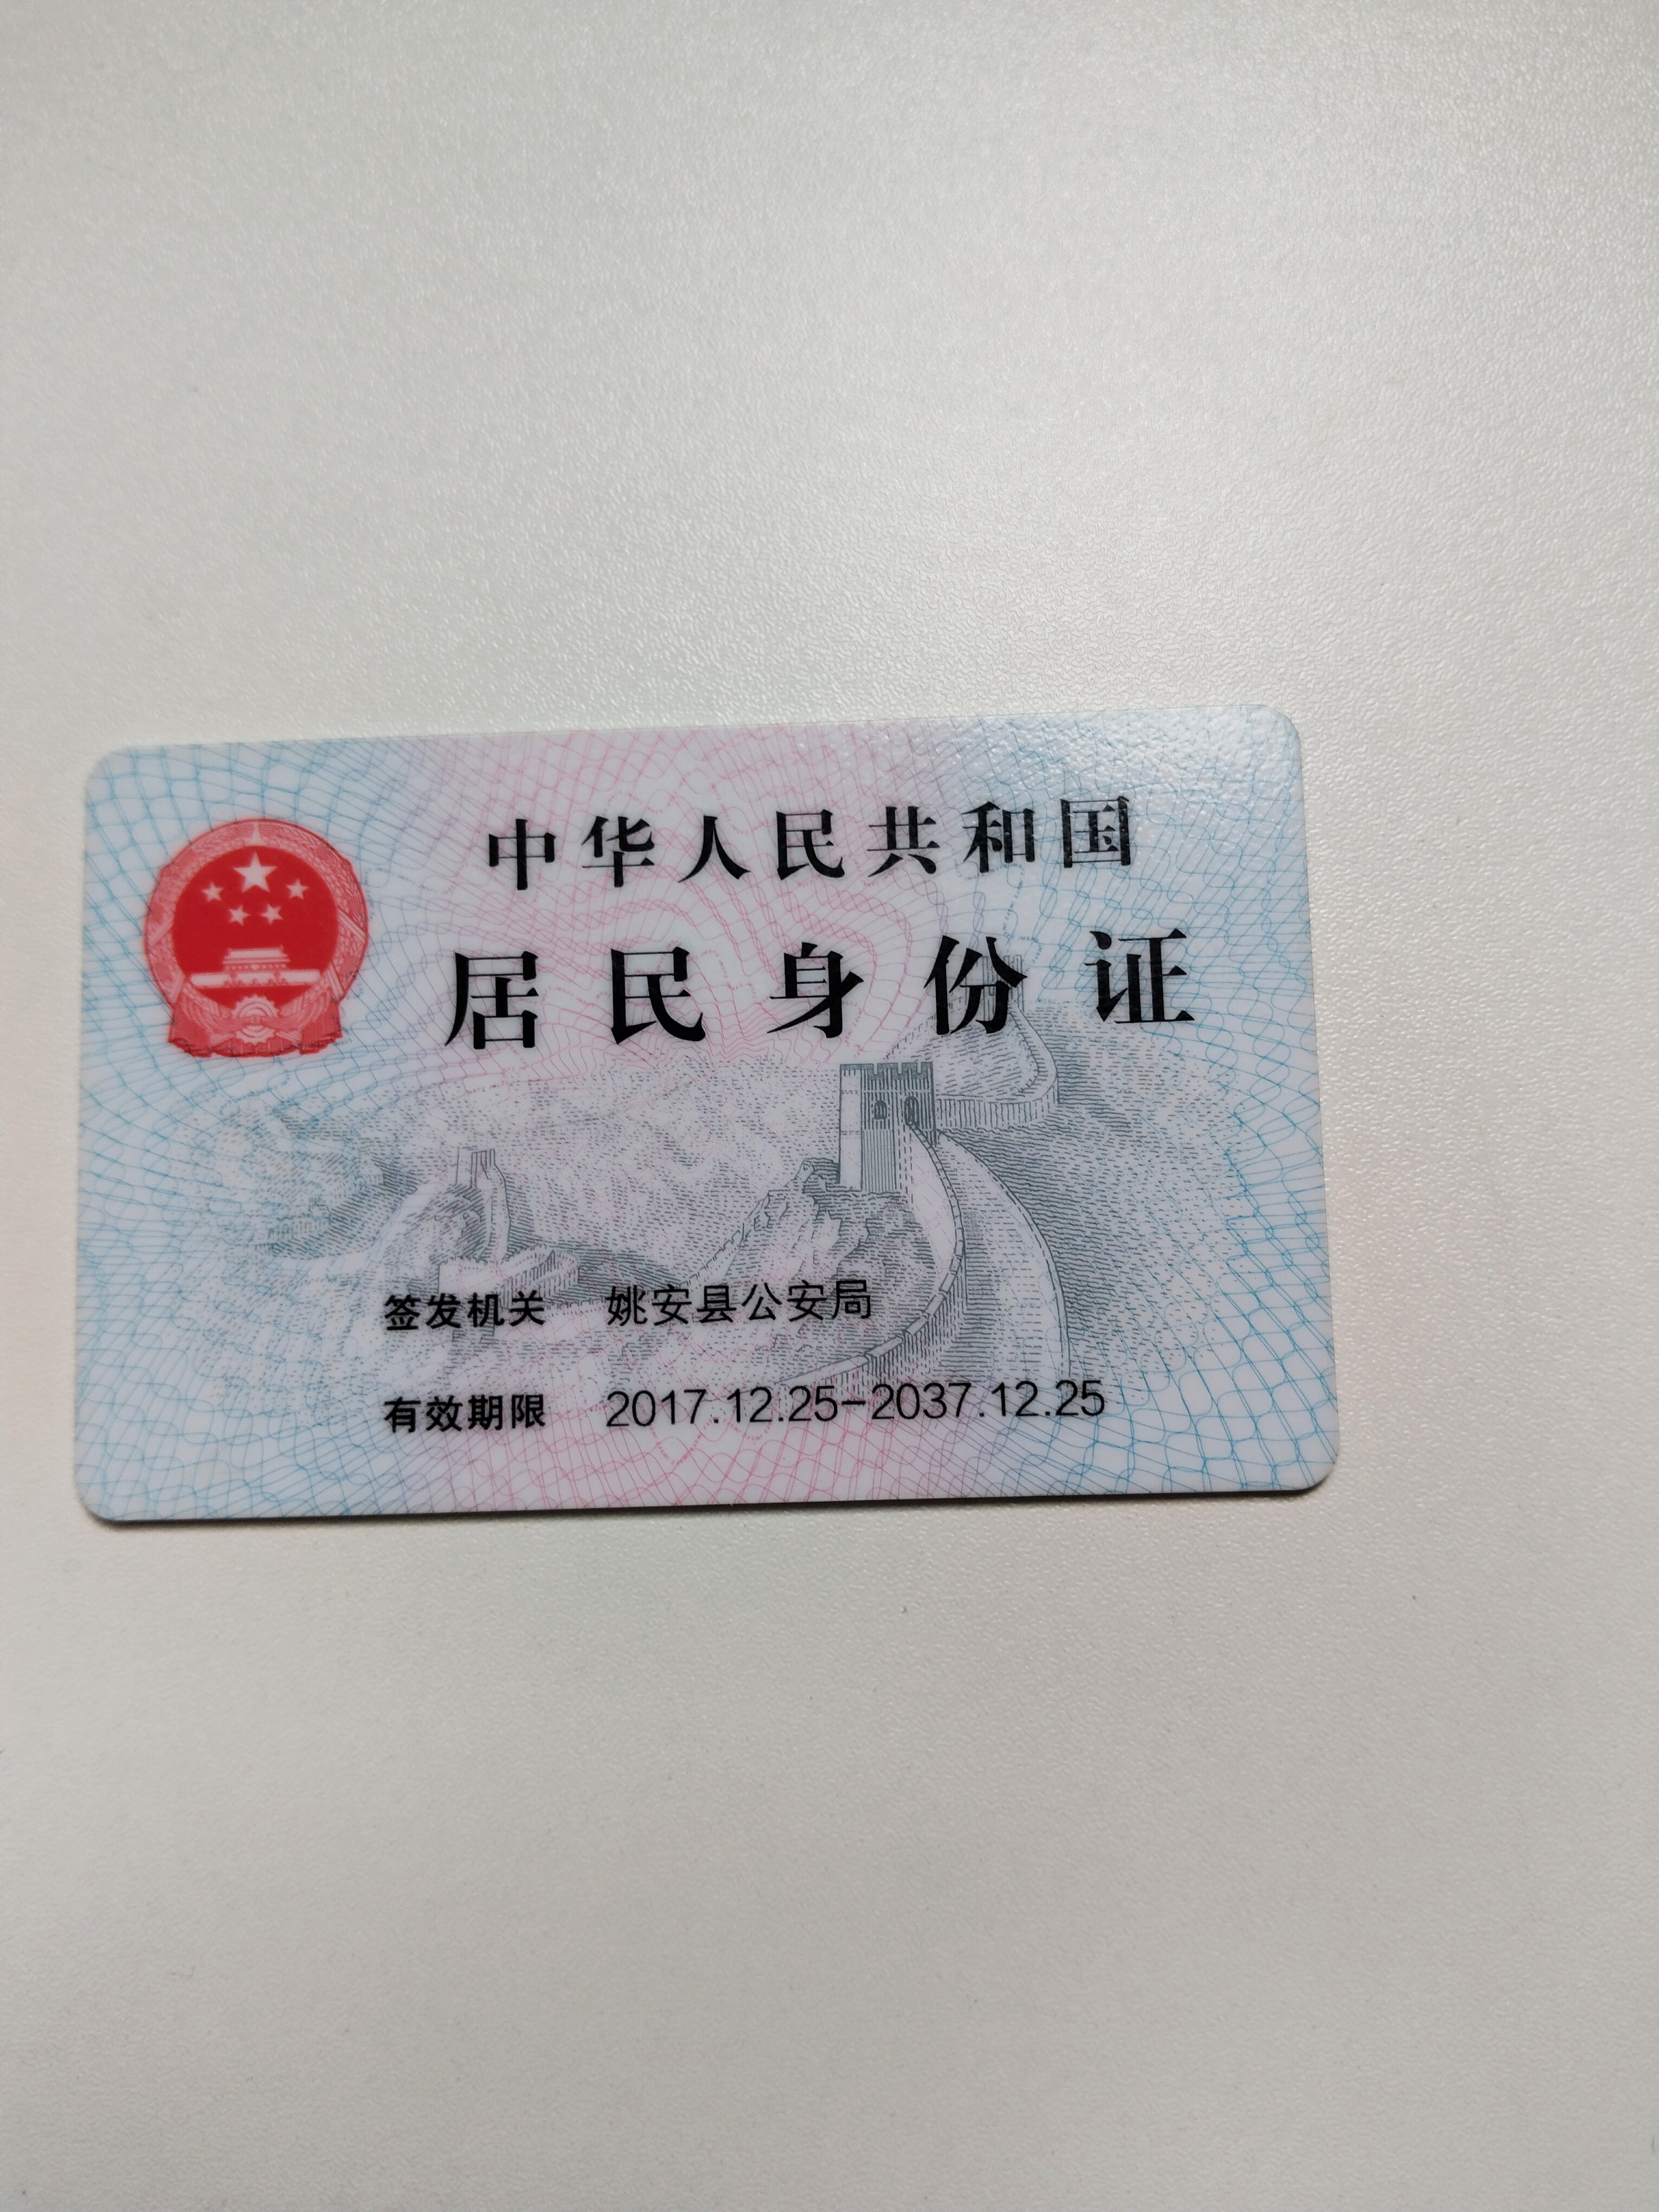 中华人民共和国
居民身份证
签发机关 姚安县公安局
有效期限 2017.12.25-2037.12.25